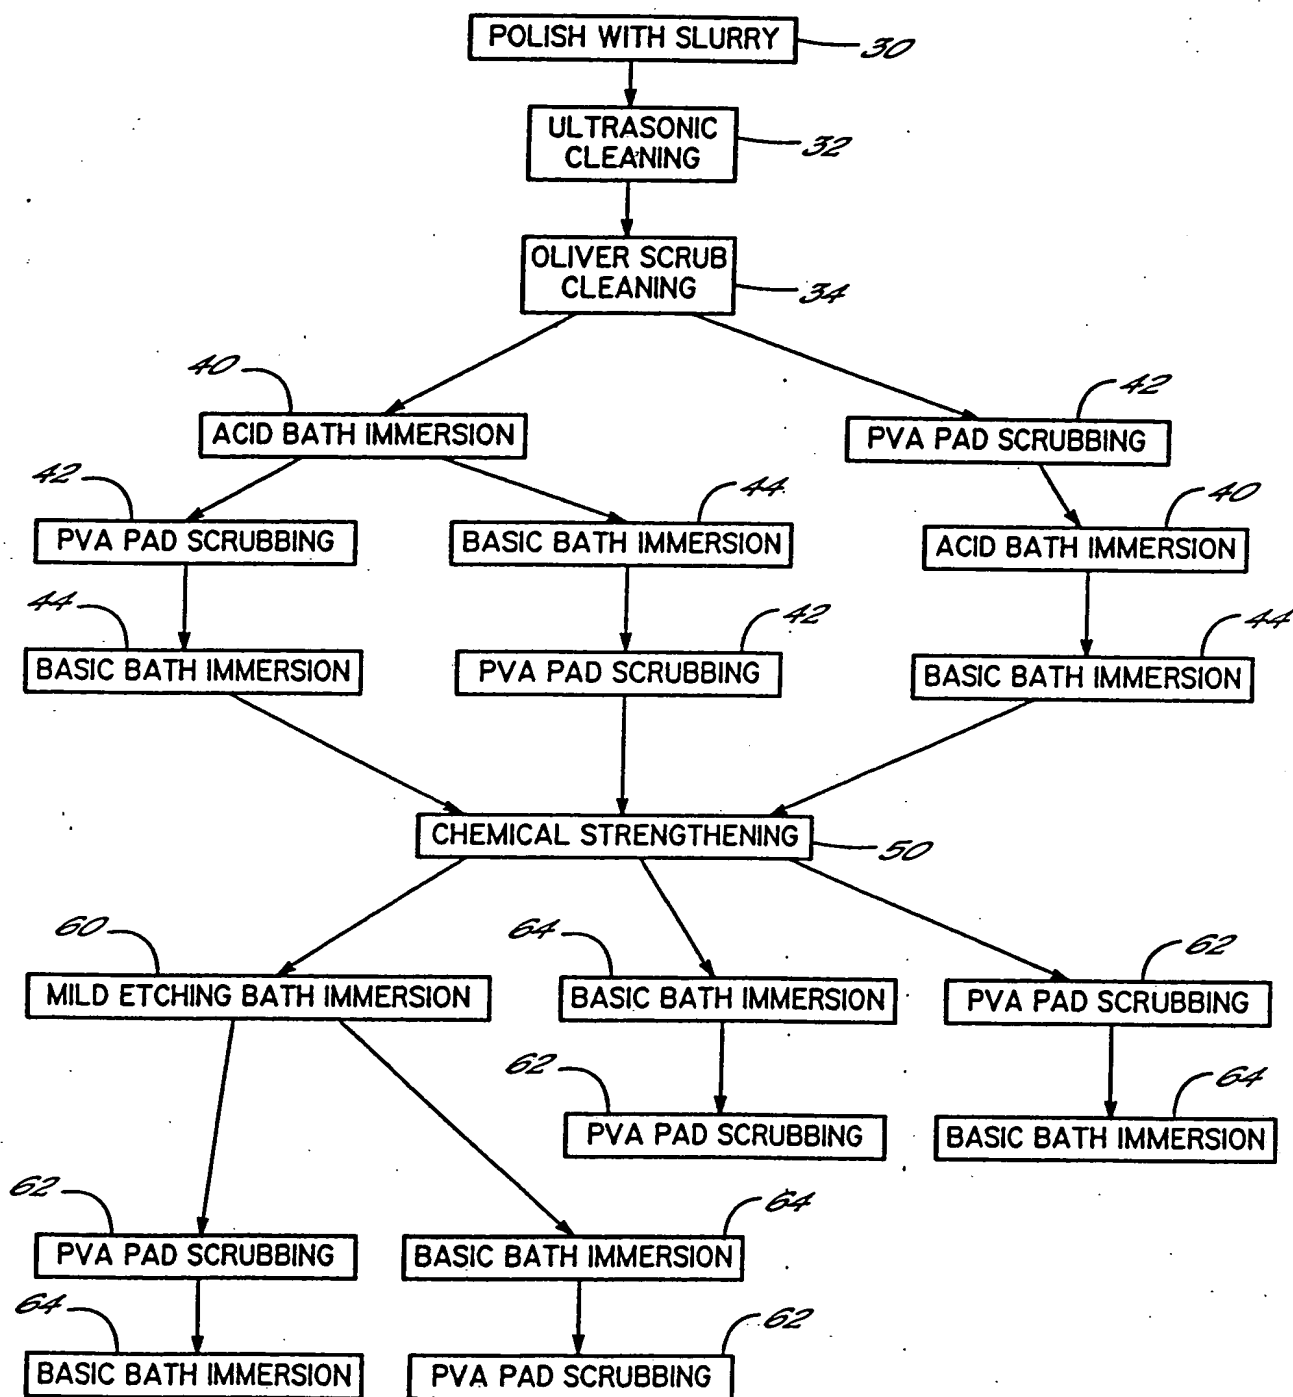 POLISH WITH SLURRY
30
ULTRASONIC
CLEANING
32
OLIVER SCRUB
CLEANING
34
40
ACID BATH IMMERSION
42
PVA PAD SCRUBBING
42
PVA PAD SCRUBBING
44
BASIC BATH IMMERSION
40
ACID BATH IMMERSION
44
BASIC BATH IMMERSION
42
PVA PAD SCRUBBING
44
BASIC BATH IMMERSION
CHEMICAL STRENGTHENING
50
60
MILD ETCHING BATH IMMERSION
64
BASIC BATH IMMERSION
62
PVA PAD SCRUBBING
62
PVA PAD SCRUBBING
64
BASIC BATH IMMERSION
62
PVA PAD SCRUBBING
64
BASIC BATH IMMERSION
64
BASIC BATH IMMERSION
62
PVA PAD SCRUBBING